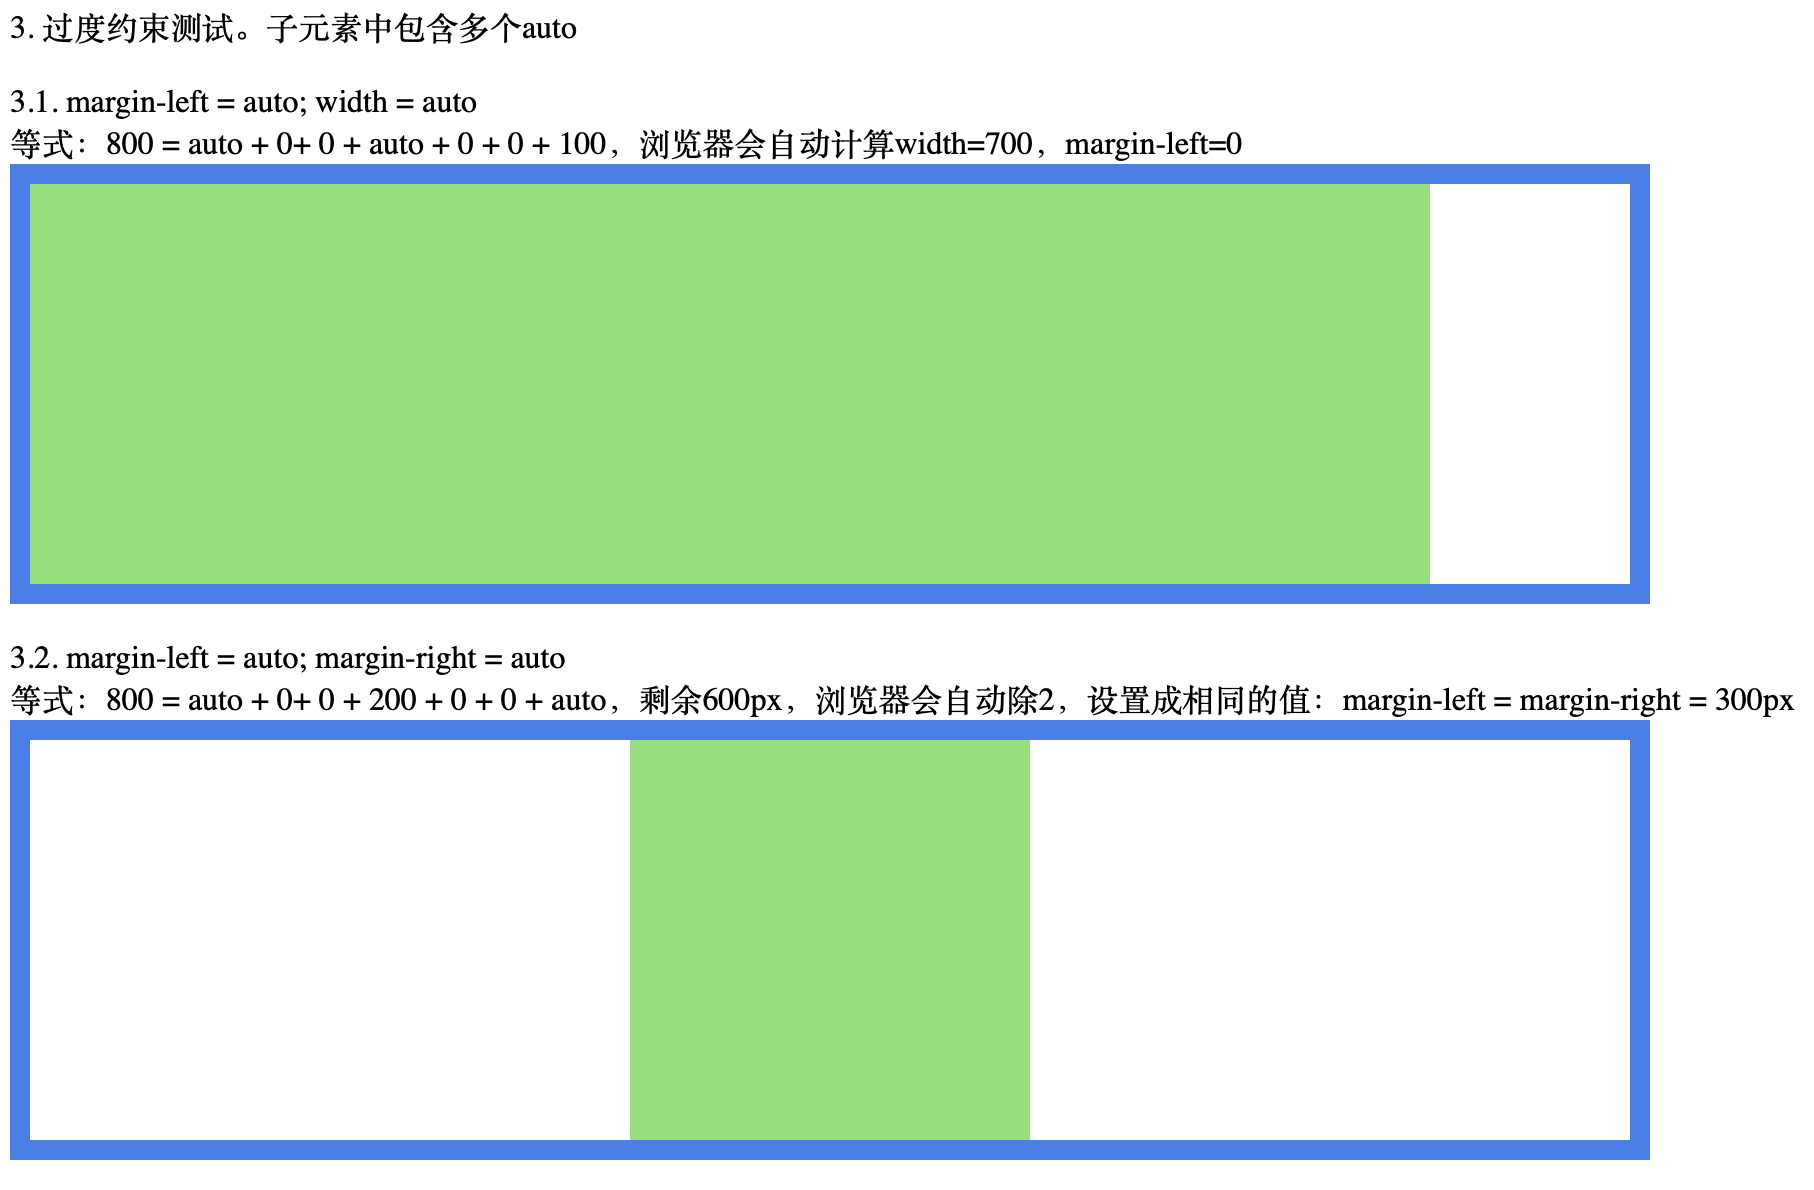 3. 过度约束测试。子元素中包含多个auto
3.1. margin-left = auto; width = auto
等式：800 = auto + 0+ 0 + auto + 0 + 0 + 100，浏览器会自动计算width=700，margin-left=0
3.2. margin-left = auto; margin-right = auto
等式：800 = auto + 0+ 0 + 200 + 0 + 0 + auto，剩余600px，浏览器会自动除2，设置成相同的值：margin-left = margin-right = 300px